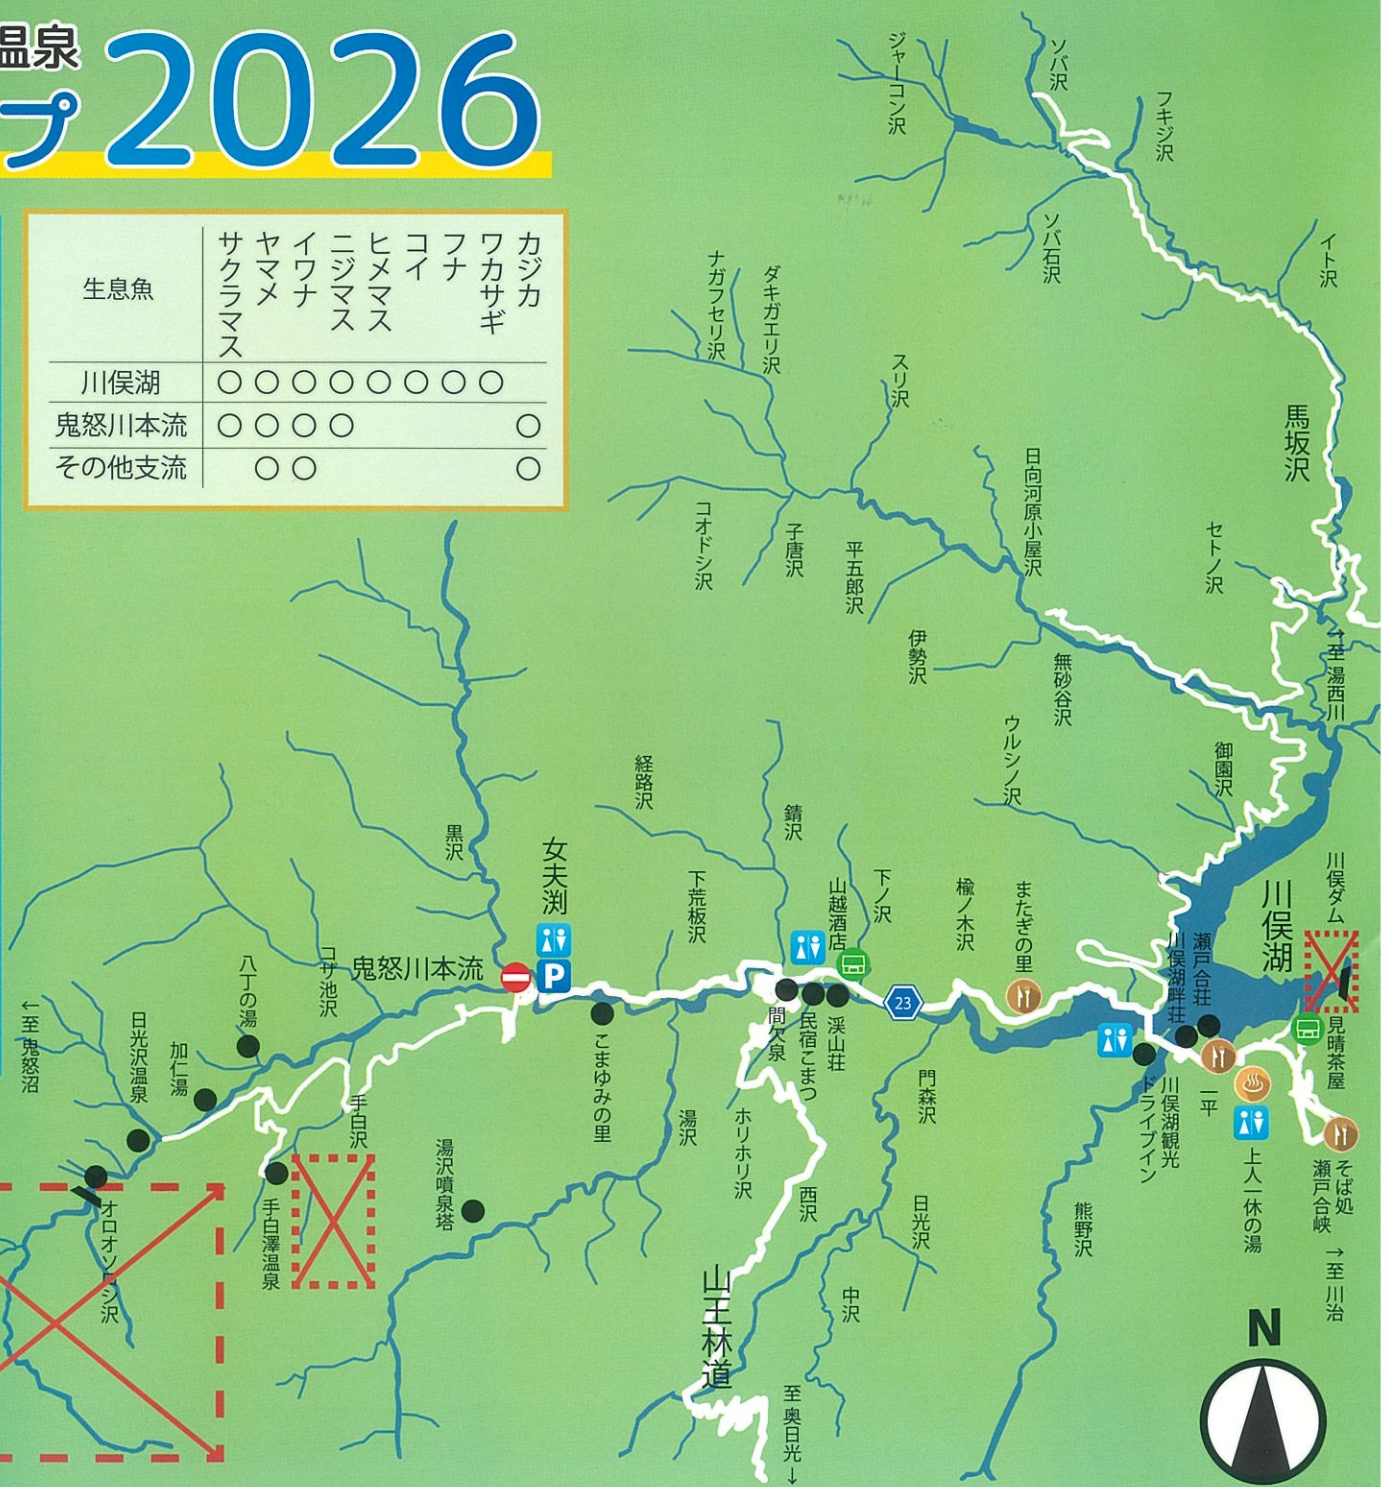 温泉
プ 2026
生息魚
サクラマス
ヤマメ
イワナ
ニジマス
ヒメマス
コイ
フナ
ワカサギ
カジカ
川俣湖 ○ ○ ○ ○ ○ ○ ○ ○
鬼怒川本流 ○ ○ ○ ○ ○
その他支流 ○ ○ ○
ジャーコン沢
ソバ沢
フキジ沢
ソバ石沢
イト沢
馬坂沢
ナガフセリ沢
ダキガエリ沢
スリ沢
日向河原小屋沢
コオドシ沢
子唐沢
平五郎沢
伊勢沢
セトノ沢
無砂谷沢
→至 湯西川
ウルシノ沢
御園沢
経路沢
錆沢
黒沢
女夫渕
P
下荒板沢
山越酒店
下ノ沢
楡ノ木沢
またぎの里
川俣湖
川俣ダム
川俣湖畔荘
瀬戸合荘
見晴茶屋
鬼怒川本流
コザ池沢
八丁の湯
加仁湯
日光沢温泉
←至 鬼怒沼
23
間欠泉
民宿こまつ
渓山荘
こまゆみの里
手白沢
湯沢
ホリホリ沢
門森沢
川俣湖観光
ドライブイン
一平
上人一休の湯
そば処
瀬戸合峡
→至 川治
湯沢噴泉塔
手白澤温泉
オロオソロシ沢
西沢
日光沢
中沢
熊野沢
山王林道
至 奥日光→
N